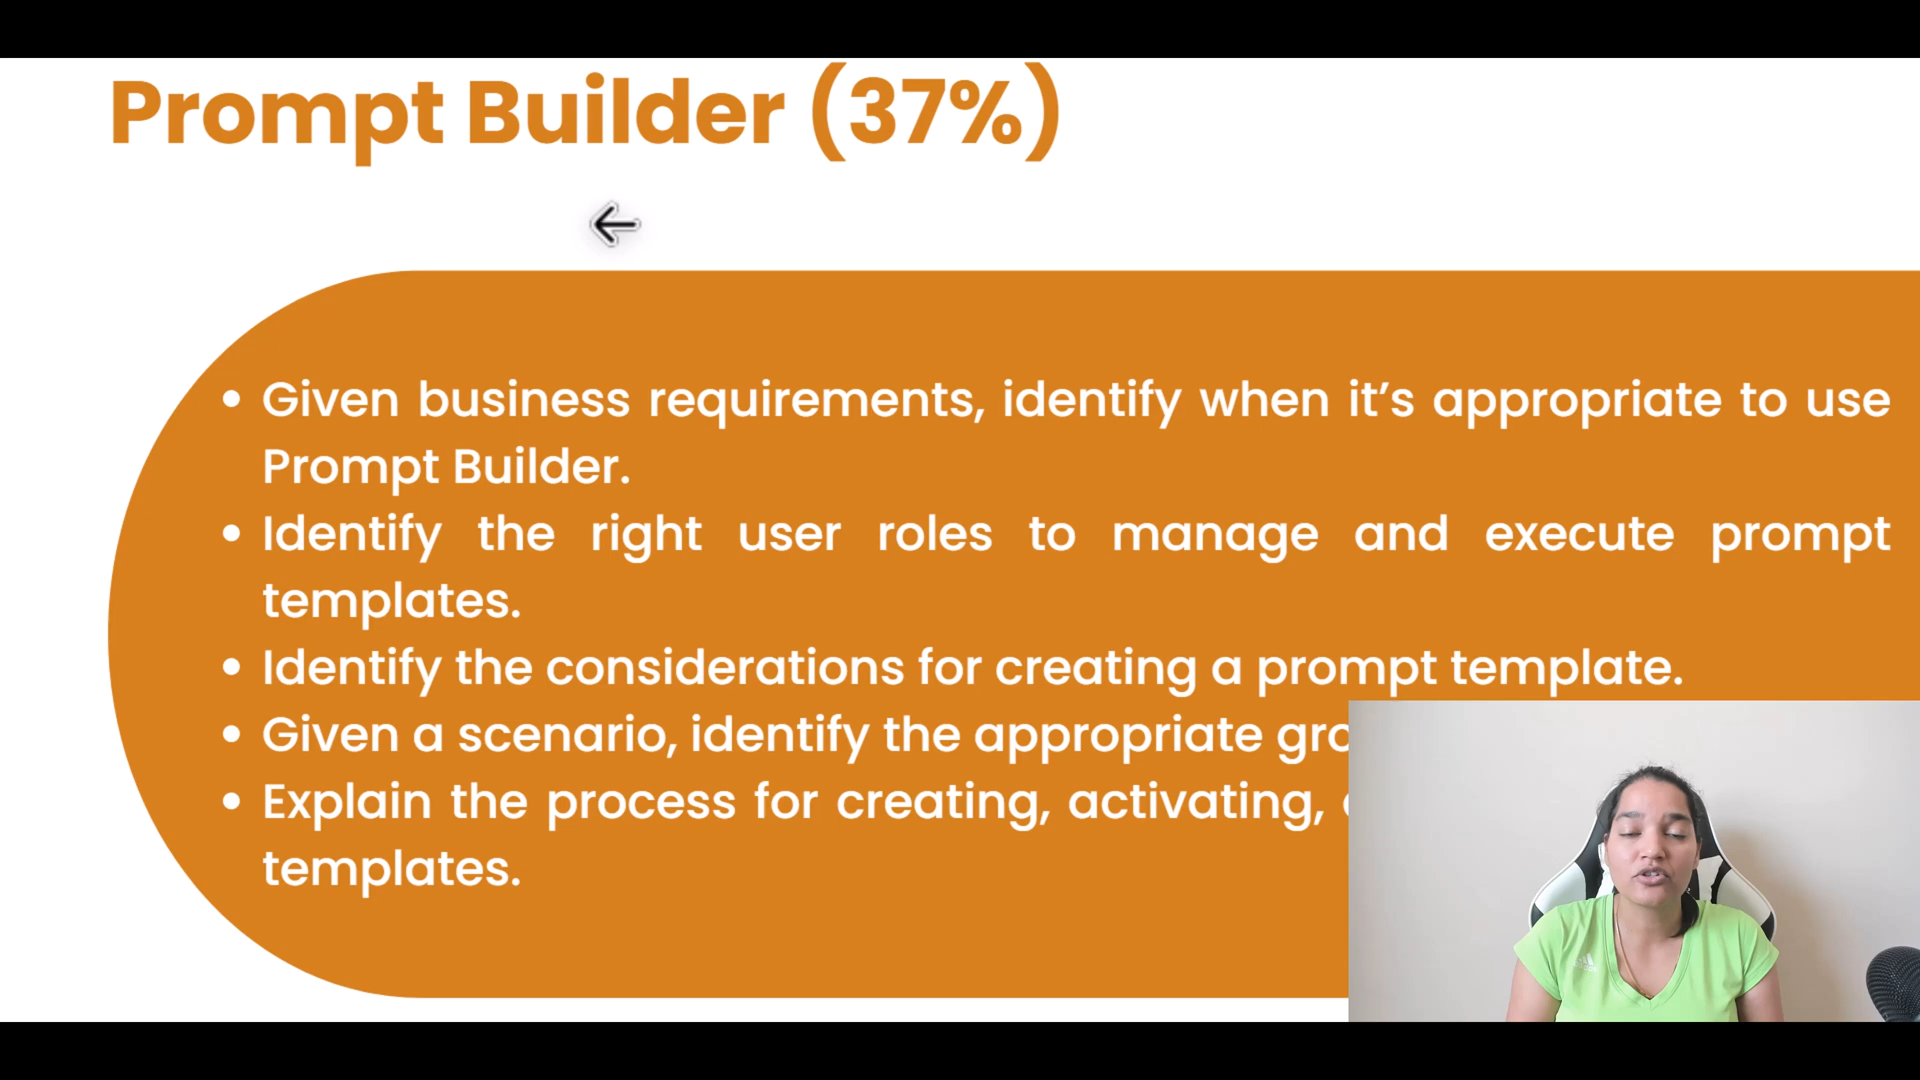 Prompt Builder (37%)
• Given business requirements, identify when it's appropriate to use
Prompt Builder.
• Identify the right user roles to manage and execute prompt
templates.
• Identify the considerations for creating a prompt template.
• Given a scenario, identify the appropriate
• Explain the process for creating, activating,
templates.